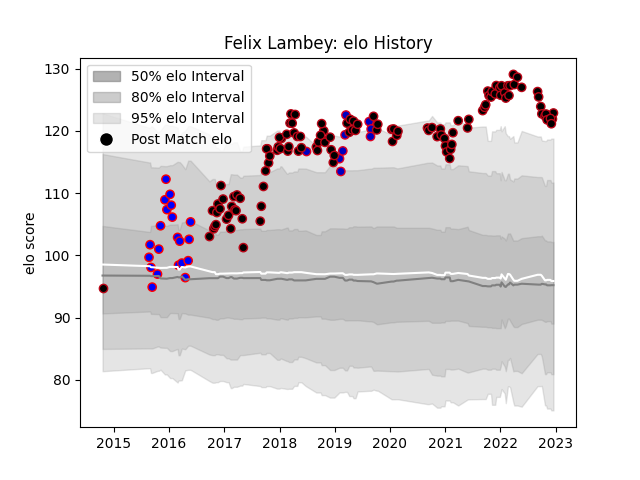 Felix Lambey: elo History
50% elo Interval
80% elo Interval
95% elo Interval
Post Match elo
elo score
130
120
110
100
90
80
2015 2016 2017 2018 2019 2020 2021 2022 2023